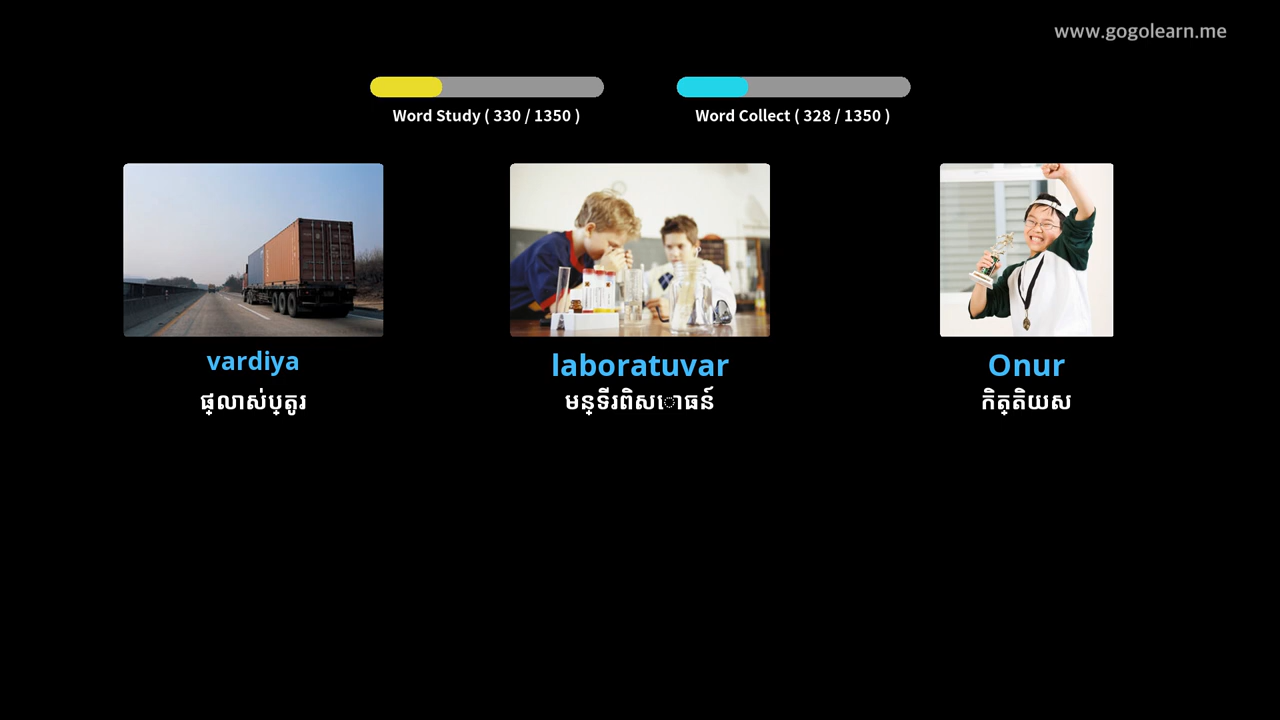 www.gogolearn.me
Word Study ( 330 / 1350 )
Word Collect ( 328 / 1350 )
vardiya
laboratuvar
Onur
ផ្លាស់ប្តូរ
មន្ទីរពិសោធន៍
កិត្តិយស